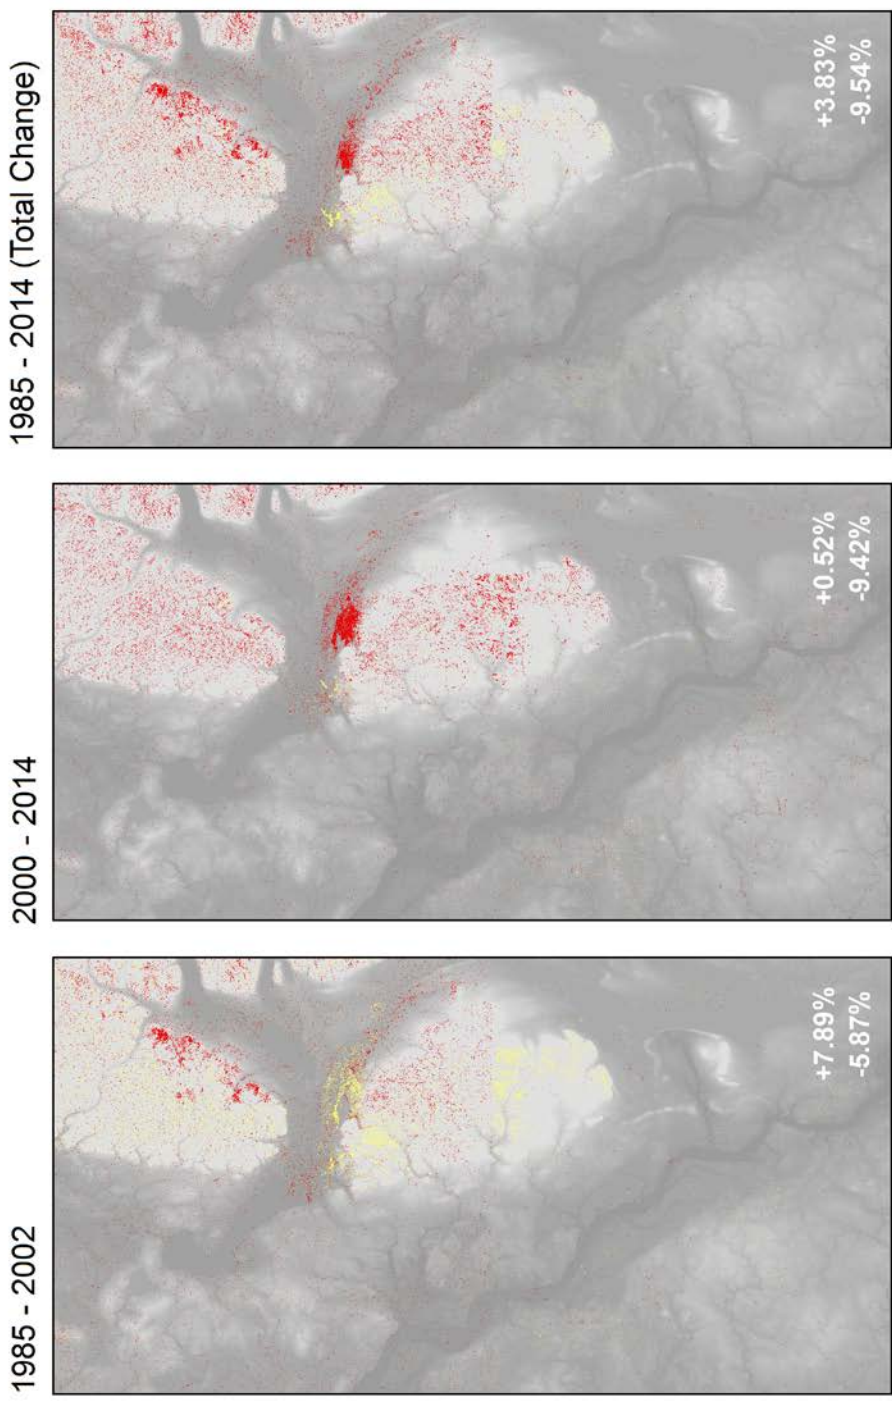 1985 - 2002
+7.89%
-5.87%
2000 - 2014
+0.52%
-9.42%
1985 - 2014 (Total Change)
+3.83%
-9.54%